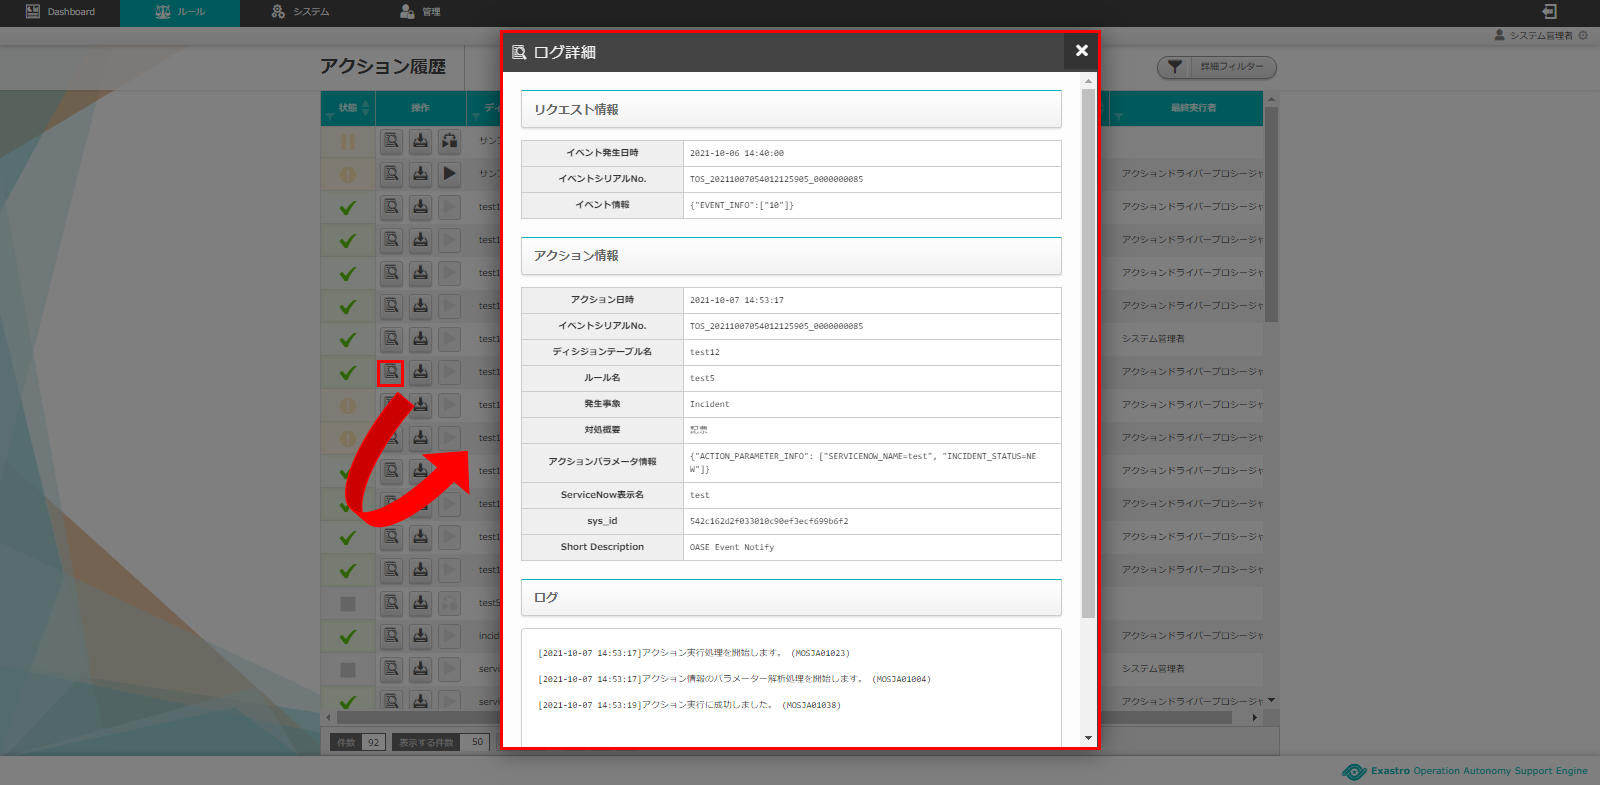 Dashboard
ルール
システム
管理
システム管理者
アクション履歴
詳細フィルター
状態
操作
ディ
最終実行者
サン
サン
アクションドライバープロシージャ
test1
アクションドライバープロシージャ
test1
アクションドライバープロシージャ
test1
アクションドライバープロシージャ
test1
アクションドライバープロシージャ
test1
システム管理者
test1
アクションドライバープロシージャ
test1
アクションドライバープロシージャ
test1
アクションドライバープロシージャ
test1
アクションドライバープロシージャ
test1
アクションドライバープロシージャ
test1
アクションドライバープロシージャ
test1
アクションドライバープロシージャ
testS
incid
アクションドライバープロシージャ
servi
システム管理者
servi
アクションドライバープロシージャ
件数 92 表示する件数 50
ログ詳細
リクエスト情報
イベント発生日時 2021-10-06 14:40:00
イベントシリアルNo. TOS_20211007054012125905_0000000085
イベント情報 {"EVENT_INFO":["10"]}
アクション情報
アクション日時 2021-10-07 14:53:17
イベントシリアルNo. TOS_20211007054012125905_0000000085
ディシジョンテーブル名 test12
ルール名 test5
発生事象 Incident
対処概要 記票
アクションパラメータ情報 {"ACTION_PARAMETER_INFO": ["SERVICENOW_NAME=test", "INCIDENT_STATUS=NE
W"]}
ServiceNow表示名 test
sys_id 542c162d2f033010c90ef3ecf699b6f2
Short Description OASE Event Notify
ログ
[2021-10-07 14:53:17]アクション実行処理を開始します。 (MOSJA01023)
[2021-10-07 14:53:17]アクション情報のパラメーター解析処理を開始します。 (MOSJA01004)
[2021-10-07 14:53:19]アクション実行に成功しました。 (MOSJA01038)
Exastro Operation Autonomy Support Engine